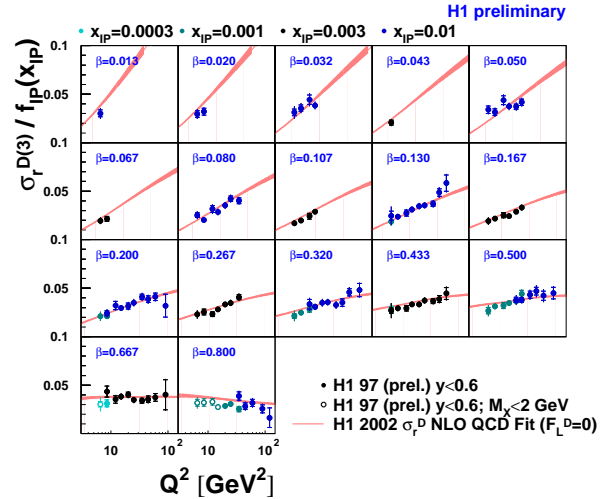 H1 preliminary
x_IP=0.0003 x_IP=0.001 x_IP=0.003 x_IP=0.01
σ_r^D(3) / f_IP(x_IP)
0.1
β=0.013 β=0.020 β=0.032 β=0.043 β=0.050
0.05
0.1
β=0.067 β=0.080 β=0.107 β=0.130 β=0.167
0.05
0.1
β=0.200 β=0.267 β=0.320 β=0.433 β=0.500
0.05
0.1
β=0.667 β=0.800
0.05
H1 97 (prel.) y<0.6
H1 97 (prel.) y<0.6; M_X<2 GeV
H1 2002 σ_r^D NLO QCD Fit (F_L^D=0)
10 10^2 10 10^2
Q^2 [GeV^2]